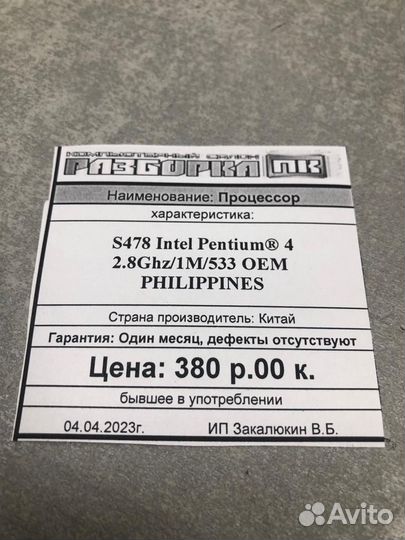 КОМПЬЮТЕРНЫЙ САЛОН
РАЗБОРКА ПК
Наименование: Процессор
характеристика:
S478 Intel Pentium® 4
2.8Ghz/1M/533 OEM
PHILIPPINES
Страна производитель: Китай
Гарантия: Один месяц, дефекты отсутствуют
Цена: 380 р.00 к.
бывшее в употреблении
04.04.2023г. ИП Закалюкин В.Б.
Avito